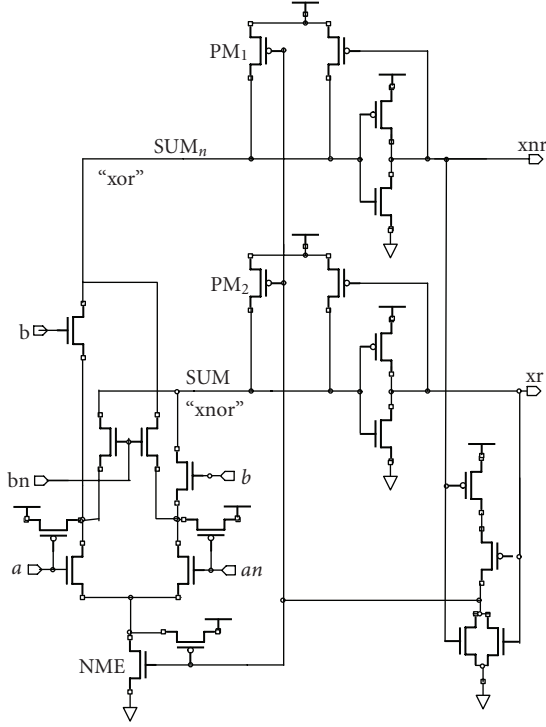 PM1
SUMn
xnr
“xor”
PM2
b
SUM
xr
“xnor”
bn
b
a
an
NME